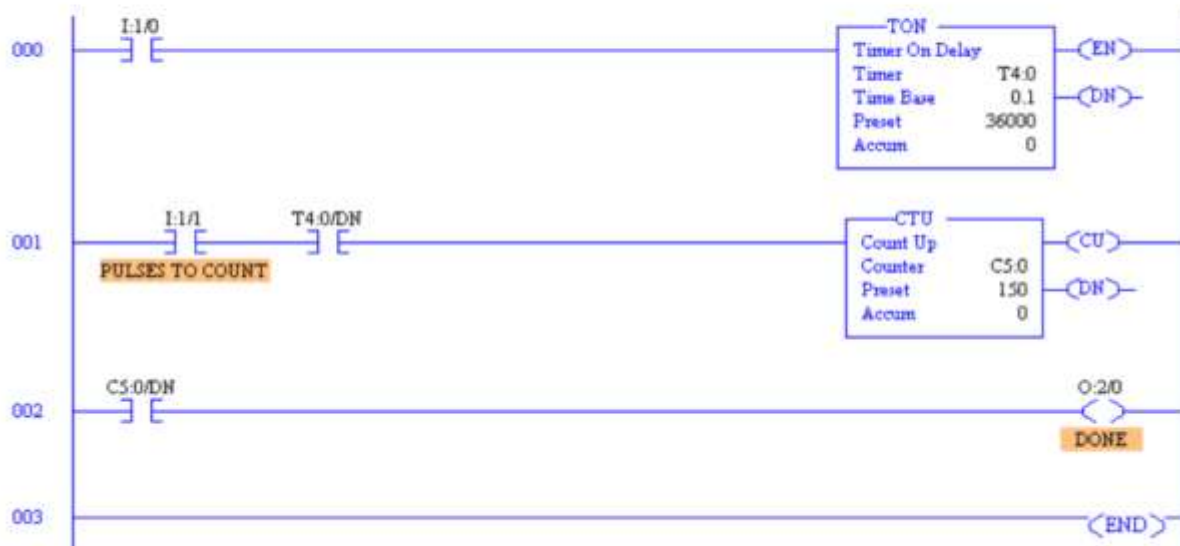 000
I:1/0
TON
Timer On Delay
Timer T4:0
Time Base 0.1
Preset 36000
Accum 0
(EN)
(DN)
001
I:1/1
PULSES TO COUNT
T4:0/DN
CTU
Count Up
Counter C5:0
Preset 150
Accum 0
(CU)
(DN)
002
C5:0/DN
O:2/0
DONE
003
(END)